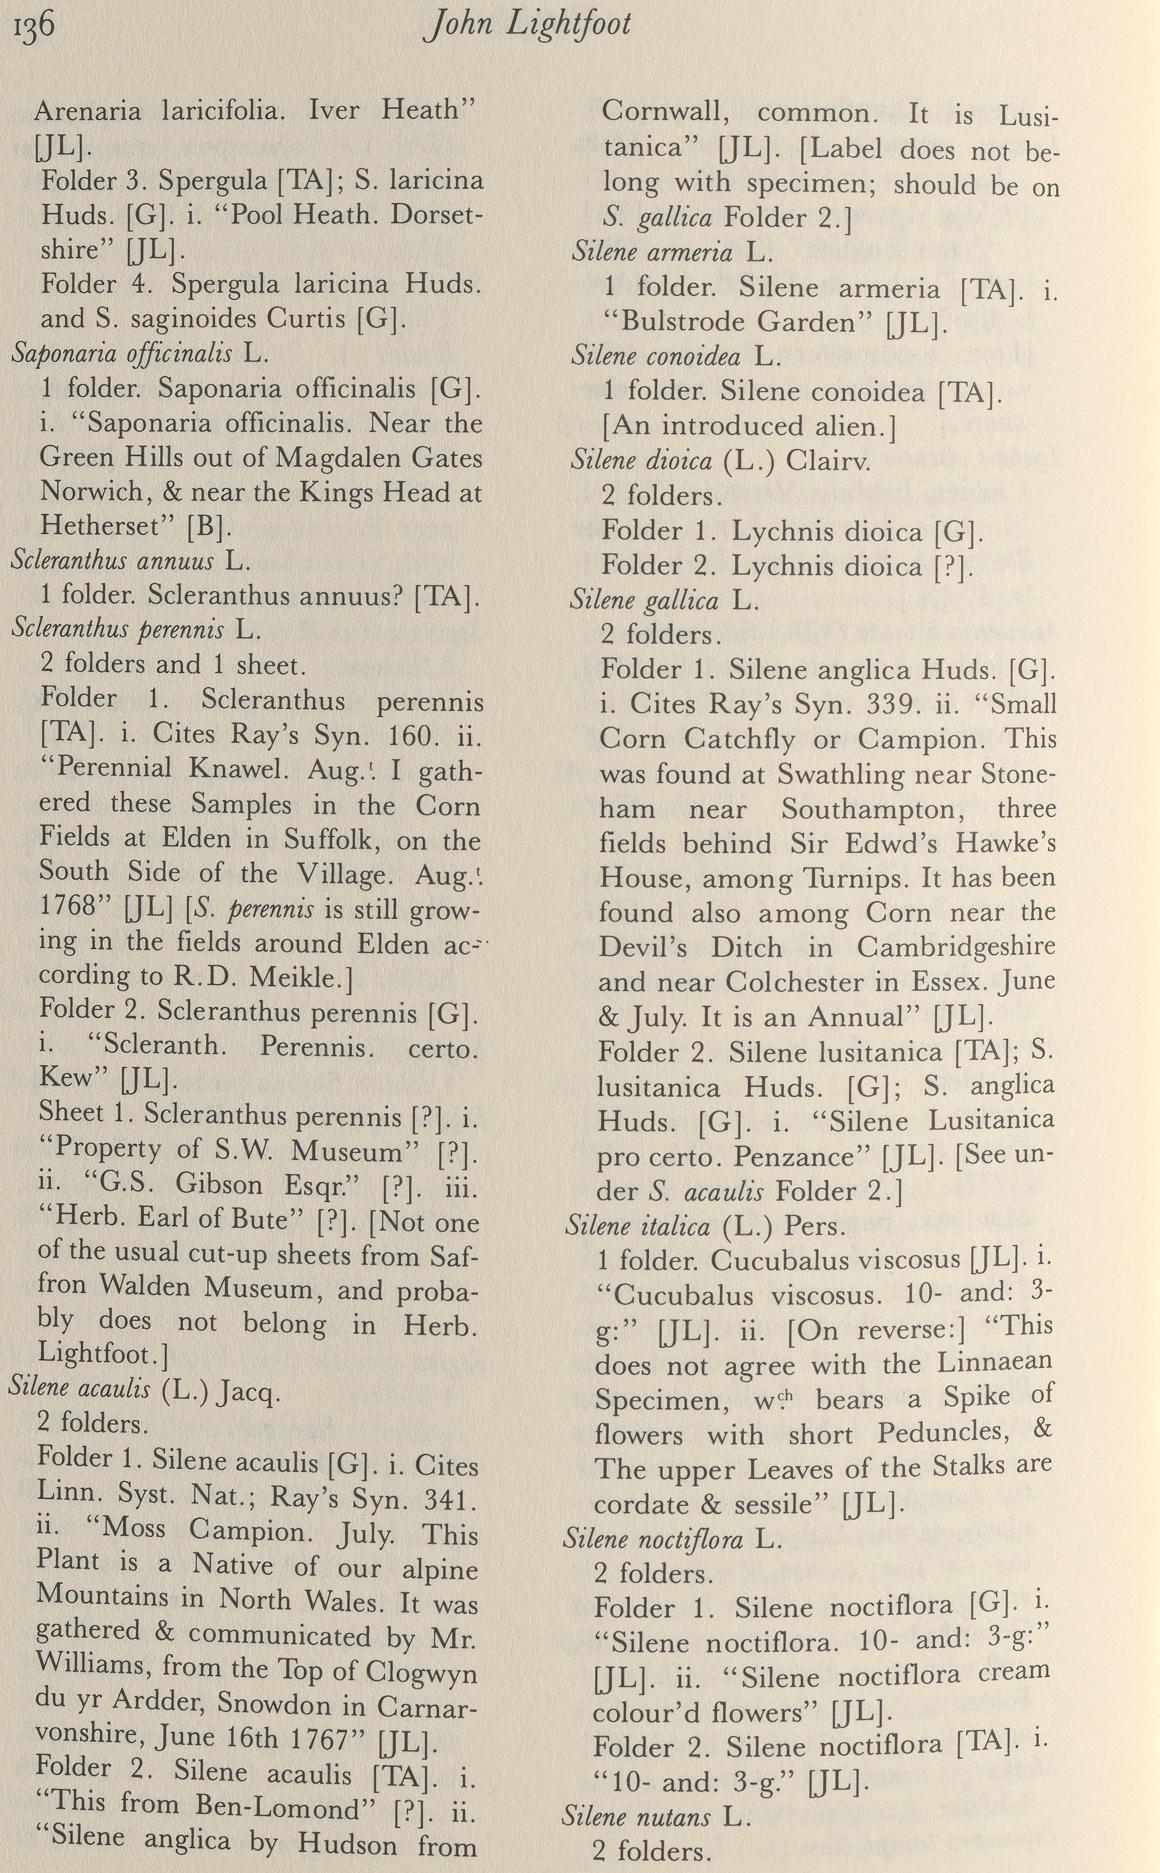 136
John Lightfoot
Arenaria laricifolia. Iver Heath”
[JL].
Folder 3. Spergula [TA]; S. laricina
Huds. [G]. i. “Pool Heath. Dorset-
shire” [JL].
Folder 4. Spergula laricina Huds.
and S. saginoides Curtis [G].
Saponaria officinalis L.
1 folder. Saponaria officinalis [G].
i. “Saponaria officinalis. Near the
Green Hills out of Magdalen Gates
Norwich, & near the Kings Head at
Hetherset” [B].
Scleranthus annuus L.
1 folder. Scleranthus annuus? [TA].
Scleranthus perennis L.
2 folders and 1 sheet.
Folder 1. Scleranthus perennis
[TA]. i. Cites Ray’s Syn. 160. ii.
“Perennial Knawel. Aug.ᵗ I gath-
ered these Samples in the Corn
Fields at Elden in Suffolk, on the
South Side of the Village. Aug.ᵗ
1768” [JL] [S. perennis is still grow-
ing in the fields around Elden ac-
cording to R.D. Meikle.]
Folder 2. Scleranthus perennis [G].
i. “Scleranth. Perennis. certo.
Kew” [JL].
Sheet 1. Scleranthus perennis [?]. i.
“Property of S.W. Museum” [?].
ii. “G.S. Gibson Esqr.” [?]. iii.
“Herb. Earl of Bute” [?]. [Not one
of the usual cut-up sheets from Saf-
fron Walden Museum, and proba-
bly does not belong in Herb.
Lightfoot.]
Silene acaulis (L.) Jacq.
2 folders.
Folder 1. Silene acaulis [G]. i. Cites
Linn. Syst. Nat.; Ray’s Syn. 341.
ii. “Moss Campion. July. This
Plant is a Native of our alpine
Mountains in North Wales. It was
gathered & communicated by Mr.
Williams, from the Top of Clogwyn
du yr Ardder, Snowdon in Carnar-
vonshire, June 16th 1767” [JL].
Folder 2. Silene acaulis [TA]. i.
“This from Ben-Lomond” [?]. ii.
“Silene anglica by Hudson from
Cornwall, common. It is Lusi-
tanica” [JL]. [Label does not be-
long with specimen; should be on
S. gallica Folder 2.]
Silene armeria L.
1 folder. Silene armeria [TA]. i.
“Bulstrode Garden” [JL].
Silene conoidea L.
1 folder. Silene conoidea [TA].
[An introduced alien.]
Silene dioica (L.) Clairv.
2 folders.
Folder 1. Lychnis dioica [G].
Folder 2. Lychnis dioica [?].
Silene gallica L.
2 folders.
Folder 1. Silene anglica Huds. [G].
i. Cites Ray’s Syn. 339. ii. “Small
Corn Catchfly or Campion. This
was found at Swathling near Stone-
ham near Southampton, three
fields behind Sir Edwd’s Hawke’s
House, among Turnips. It has been
found also among Corn near the
Devil’s Ditch in Cambridgeshire
and near Colchester in Essex. June
& July. It is an Annual” [JL].
Folder 2. Silene lusitanica [TA]; S.
lusitanica Huds. [G]; S. anglica
Huds. [G]. i. “Silene Lusitanica
pro certo. Penzance” [JL]. [See un-
der S. acaulis Folder 2.]
Silene italica (L.) Pers.
1 folder. Cucubalus viscosus [JL]. i.
“Cucubalus viscosus. 10- and: 3-
g:” [JL]. ii. [On reverse:] “This
does not agree with the Linnaean
Specimen, w.ᶜʰ bears a Spike of
flowers with short Peduncles, &
The upper Leaves of the Stalks are
cordate & sessile” [JL].
Silene noctiflora L.
2 folders.
Folder 1. Silene noctiflora [G]. i.
“Silene noctiflora. 10- and: 3-g:”
[JL]. ii. “Silene noctiflora cream
colour’d flowers” [JL].
Folder 2. Silene noctiflora [TA]. i.
“10- and: 3-g.” [JL].
Silene nutans L.
2 folders.